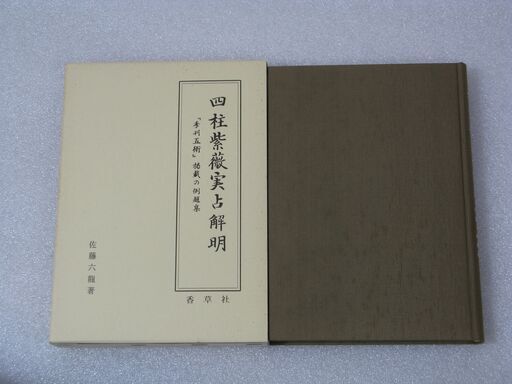 四柱紫薇実占解明
「季刊五術」掲載の例題集
佐藤六龍著
香草社